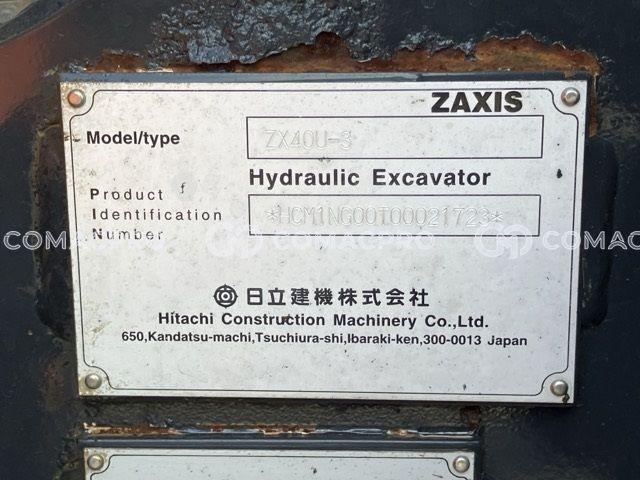 ZAXIS
Model/type ZX40U-3
Hydraulic Excavator
Product
Identification *HCM1NG00T00021723*
Number
日立建機株式会社
Hitachi Construction Machinery Co.,Ltd.
650,Kandatsu-machi,Tsuchiura-shi,Ibaraki-ken,300-0013 Japan
COMACPRO